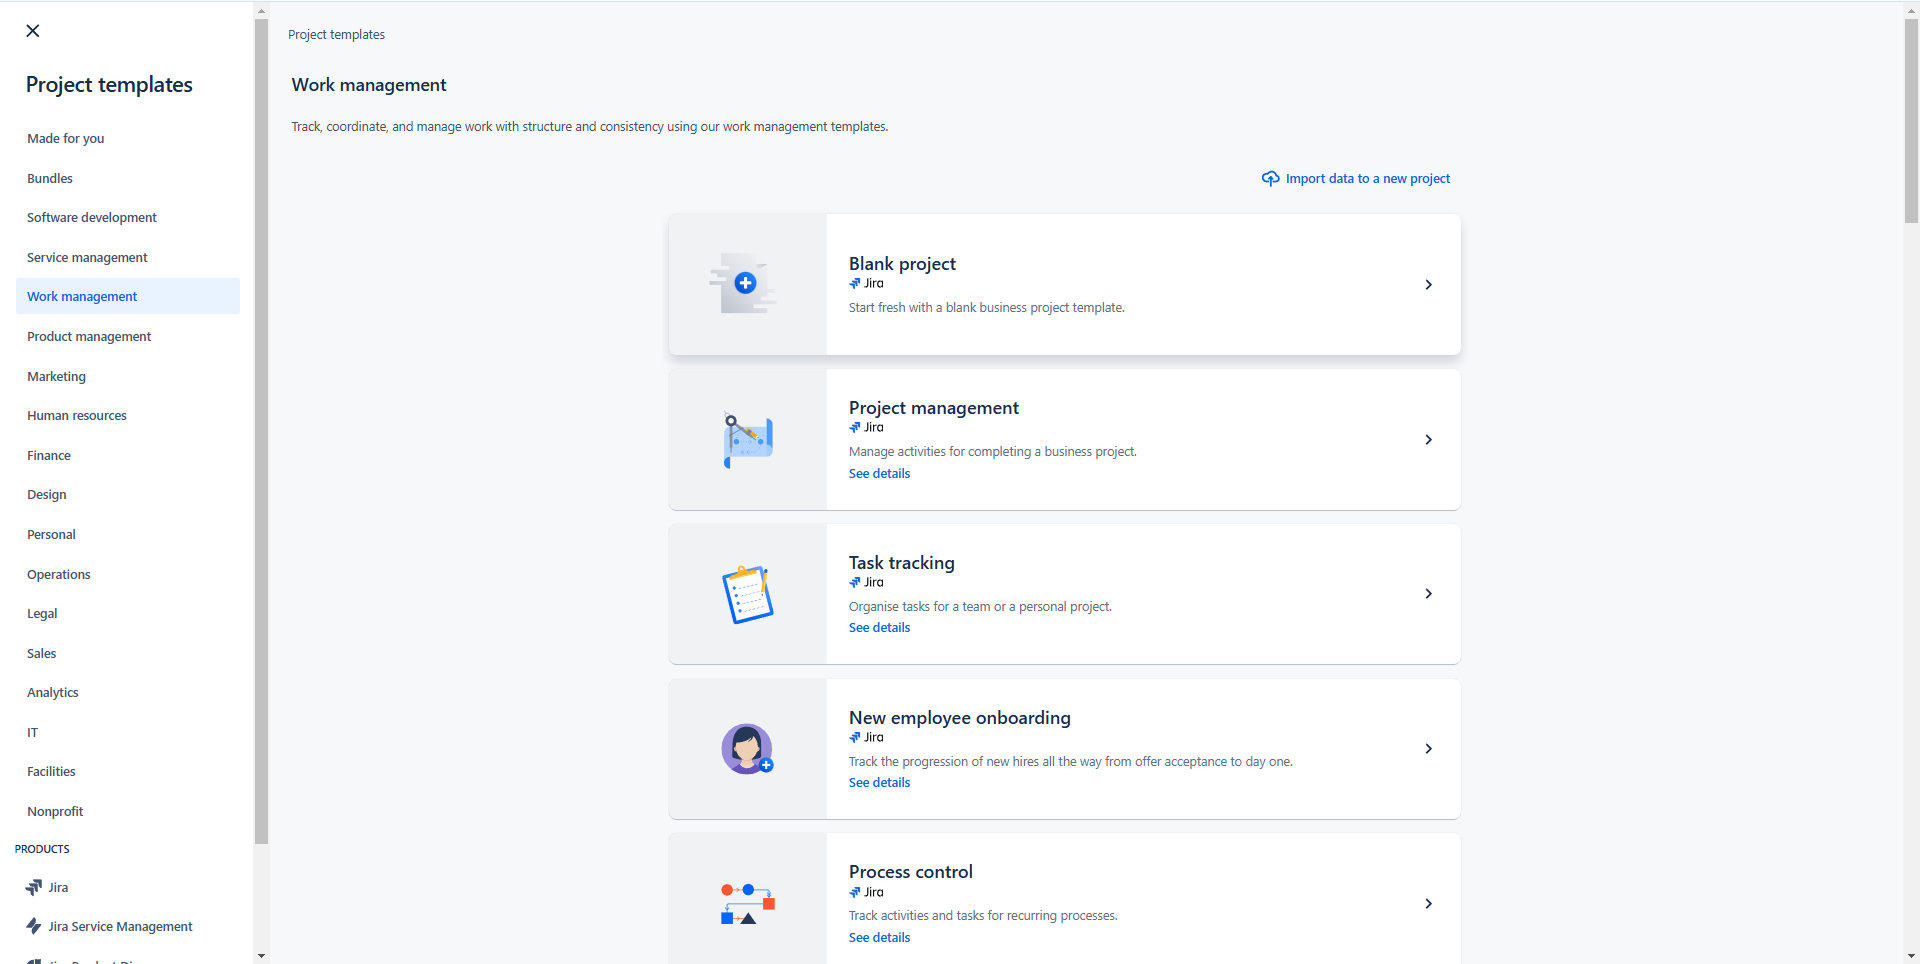 Project templates
Made for you
Bundles
Software development
Service management
Work management
Product management
Marketing
Human resources
Finance
Design
Personal
Operations
Legal
Sales
Analytics
IT
Facilities
Nonprofit
PRODUCTS
Jira
Jira Service Management
Project templates
Work management
Track, coordinate, and manage work with structure and consistency using our work management templates.
Import data to a new project
Blank project
Jira
Start fresh with a blank business project template.
Project management
Jira
Manage activities for completing a business project.
See details
Task tracking
Jira
Organise tasks for a team or a personal project.
See details
New employee onboarding
Jira
Track the progression of new hires all the way from offer acceptance to day one.
See details
Process control
Jira
Track activities and tasks for recurring processes.
See details